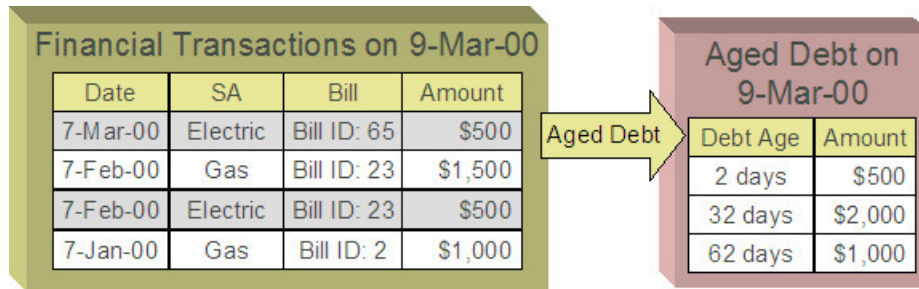 Financial Transactions on 9-Mar-00
Date SA Bill Amount
7-Mar-00 Electric Bill ID: 65 $500
7-Feb-00 Gas Bill ID: 23 $1,500
7-Feb-00 Electric Bill ID: 23 $500
7-Jan-00 Gas Bill ID: 2 $1,000
Aged Debt
Aged Debt on
9-Mar-00
Debt Age Amount
2 days $500
32 days $2,000
62 days $1,000